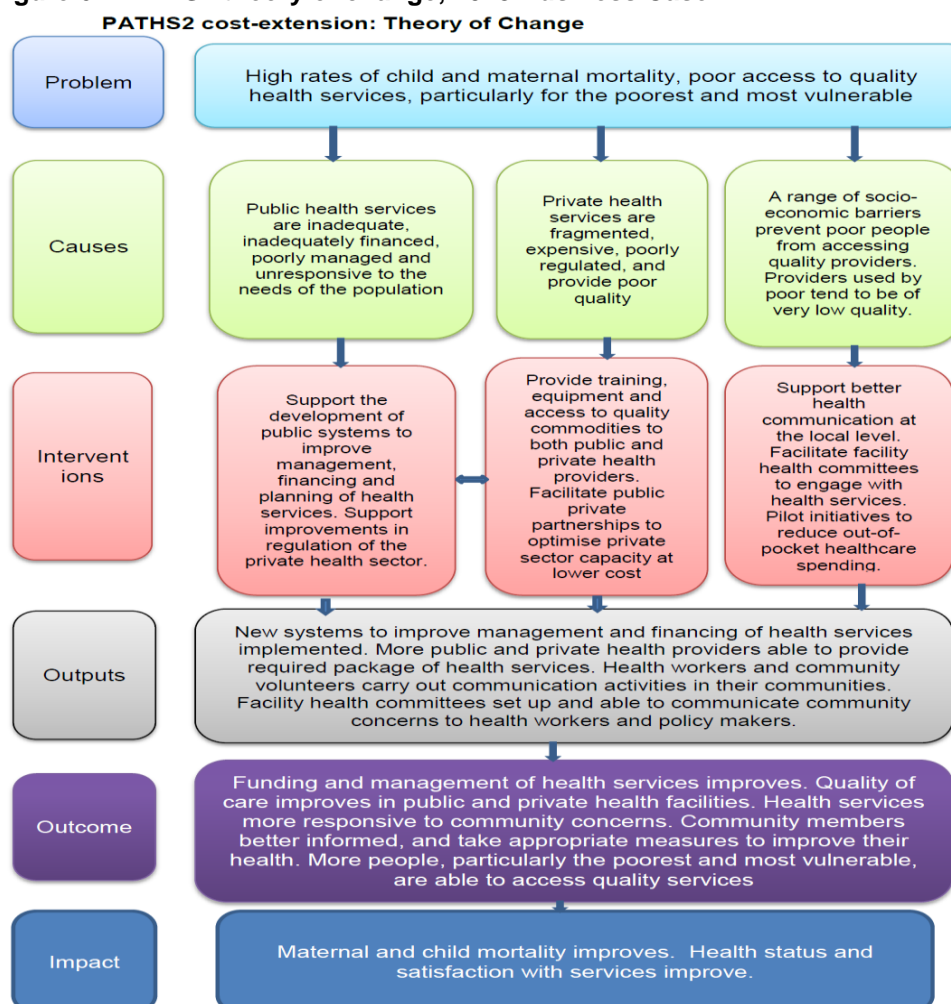 PATHS2 cost-extension: Theory of Change
Problem
High rates of child and maternal mortality, poor access to quality
health services, particularly for the poorest and most vulnerable
Causes
Public health services
are inadequate,
inadequately financed,
poorly managed and
unresponsive to the
needs of the population
Private health
services are
fragmented,
expensive, poorly
regulated, and
provide poor
quality
A range of socio-
economic barriers
prevent poor people
from accessing
quality providers.
Providers used by
poor tend to be of
very low quality.
Intervent
ions
Support the
development of
public systems to
improve
management,
financing and
planning of health
services. Support
improvements in
regulation of the
private health sector.
Provide training,
equipment and
access to quality
commodities to
both public and
private health
providers.
Facilitate public
private
partnerships to
optimise private
sector capacity at
lower cost
Support better
health
communication at
the local level.
Facilitate facility
health committees
to engage with
health services.
Pilot initiatives to
reduce out-of-
pocket healthcare
spending.
Outputs
New systems to improve management and financing of health services
implemented. More public and private health providers able to provide
required package of health services. Health workers and community
volunteers carry out communication activities in their communities.
Facility health committees set up and able to communicate community
concerns to health workers and policy makers.
Outcome
Funding and management of health services improves. Quality of
care improves in public and private health facilities. Health services
more responsive to community concerns. Community members
better informed, and take appropriate measures to improve their
health. More people, particularly the poorest and most vulnerable,
are able to access quality services
Impact
Maternal and child mortality improves. Health status and
satisfaction with services improve.